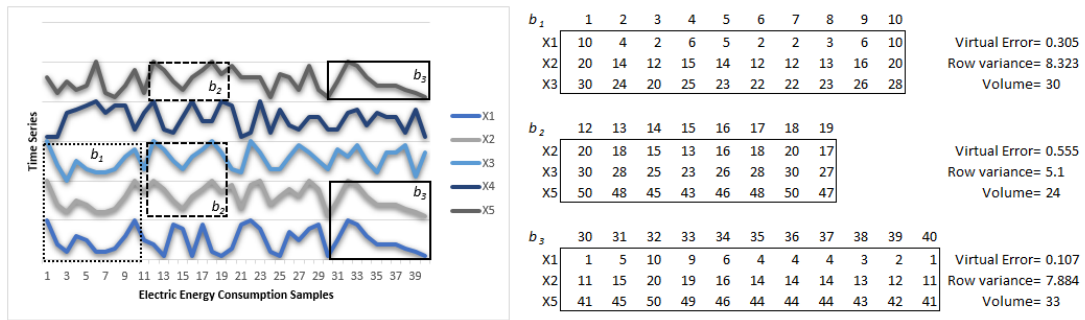 Time Series
b1
b2
b2
b3
b3
1 3 5 7 9 11 13 15 17 19 21 23 25 27 29 31 33 35 37 39
Electric Energy Consumption Samples
X1
X2
X3
X4
X5
b1 1 2 3 4 5 6 7 8 9 10
X1 10 4 2 6 5 2 2 3 6 10 Virtual Error= 0.305
X2 20 14 12 15 14 12 12 13 16 20 Row variance= 8.323
X3 30 24 20 25 23 22 22 23 26 28 Volume= 30
b2 12 13 14 15 16 17 18 19
X2 20 18 15 13 16 18 20 17 Virtual Error= 0.555
X3 30 28 25 23 26 28 30 27 Row variance= 5.1
X5 50 48 45 43 46 48 50 47 Volume= 24
b3 30 31 32 33 34 35 36 37 38 39 40
X1 1 5 10 9 6 4 4 4 3 2 1 Virtual Error= 0.107
X2 11 15 20 19 16 14 14 14 13 12 11 Row variance= 7.884
X5 41 45 50 49 46 44 44 44 43 42 41 Volume= 33